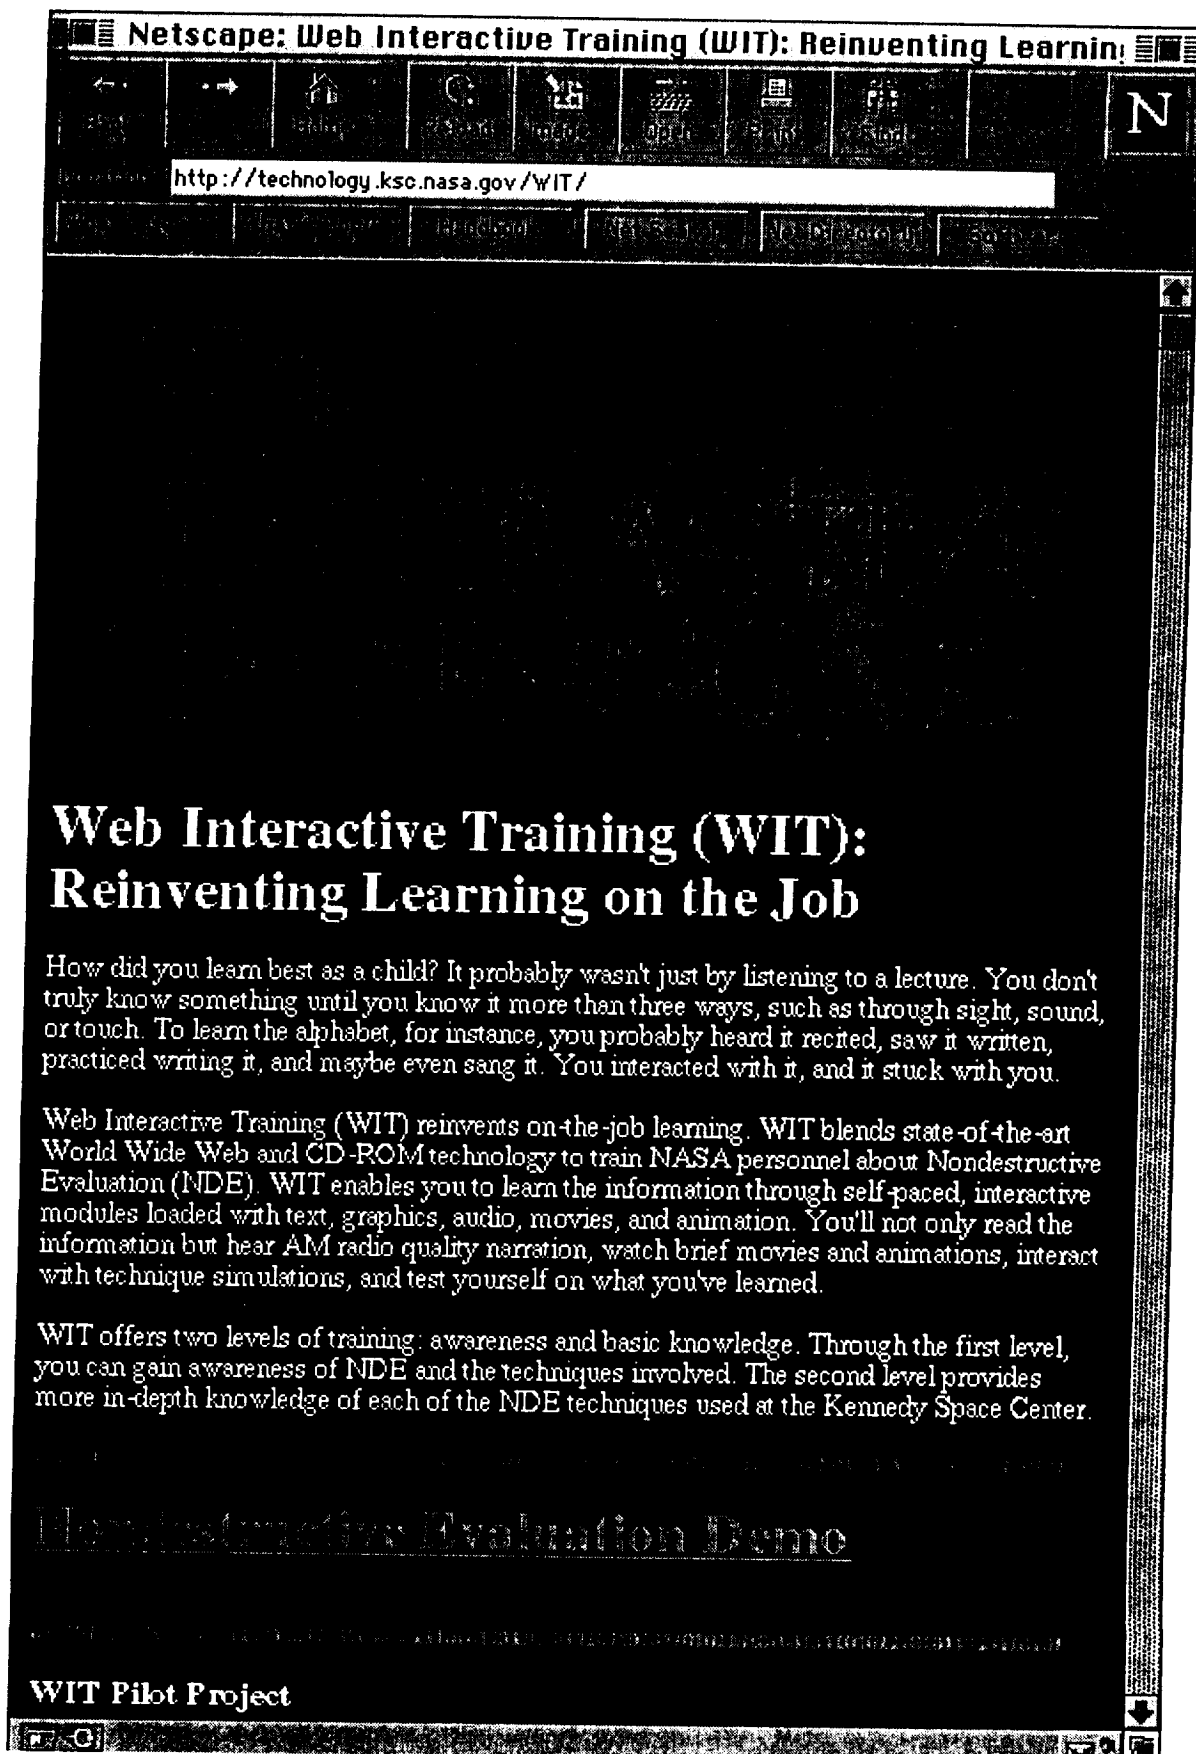 Netscape: Web Interactive Training (WIT): Reinventing Learnin
Home
Open
Print
N
http://technology.ksc.nasa.gov/WIT/
Handbook
Net Search
Net Directory
Software
Web Interactive Training (WIT):
Reinventing Learning on the Job
How did you learn best as a child? It probably wasn't just by listening to a lecture. You don't
truly know something until you know it more than three ways, such as through sight, sound,
or touch. To learn the alphabet, for instance, you probably heard it recited, saw it written,
practiced writing it, and maybe even sang it. You interacted with it, and it stuck with you.
Web Interactive Training (WIT) reinvents on-the-job learning. WIT blends state-of-the-art
World Wide Web and CD-ROM technology to train NASA personnel about Nondestructive
Evaluation (NDE). WIT enables you to learn the information through self-paced, interactive
modules loaded with text, graphics, audio, movies, and animation. You'll not only read the
information but hear AM radio quality narration, watch brief movies and animations, interact
with technique simulations, and test yourself on what you've learned.
WIT offers two levels of training: awareness and basic knowledge. Through the first level,
you can gain awareness of NDE and the techniques involved. The second level provides
more in-depth knowledge of each of the NDE techniques used at the Kennedy Space Center.
Nondestructive Evaluation Demo
WIT Pilot Project